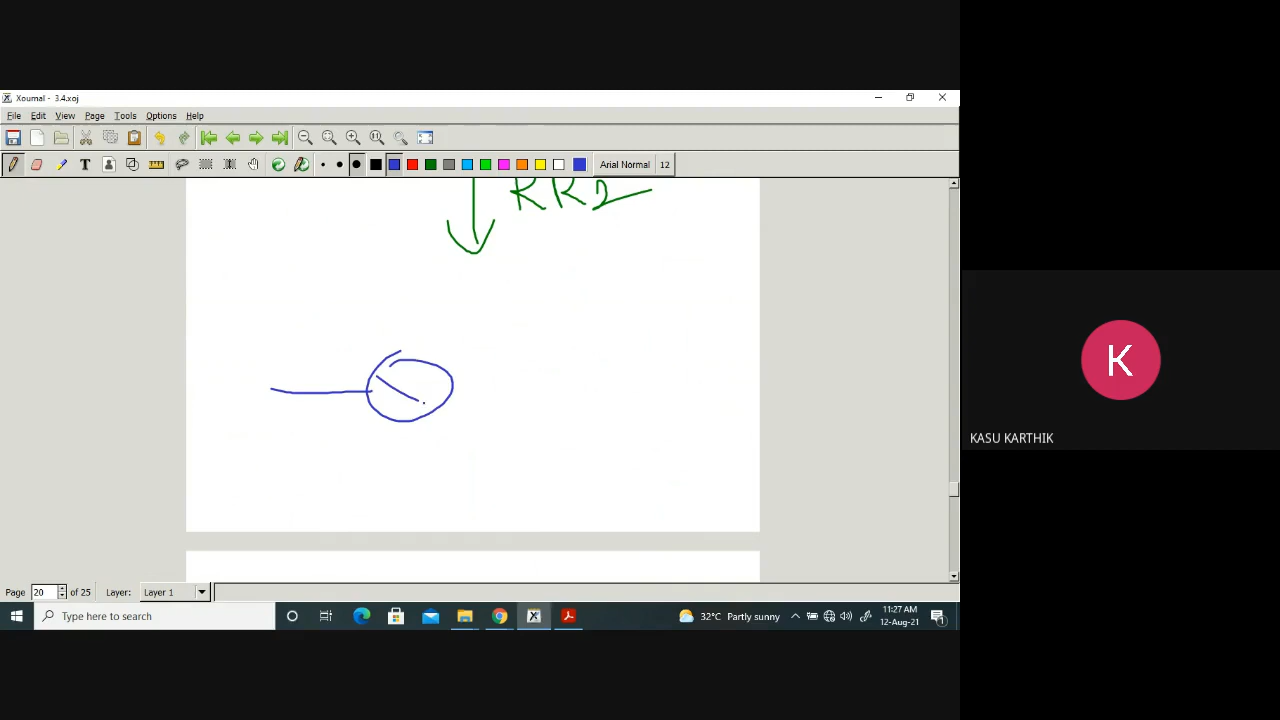 Xournal - 3.4.xoj
File Edit View Page Tools Options Help
T Arial Normal 12
Page 20 of 25 Layer: Layer 1
Type here to search
32°C Partly sunny
11:27 AM
12-Aug-21
1
K
KASU KARTHIK